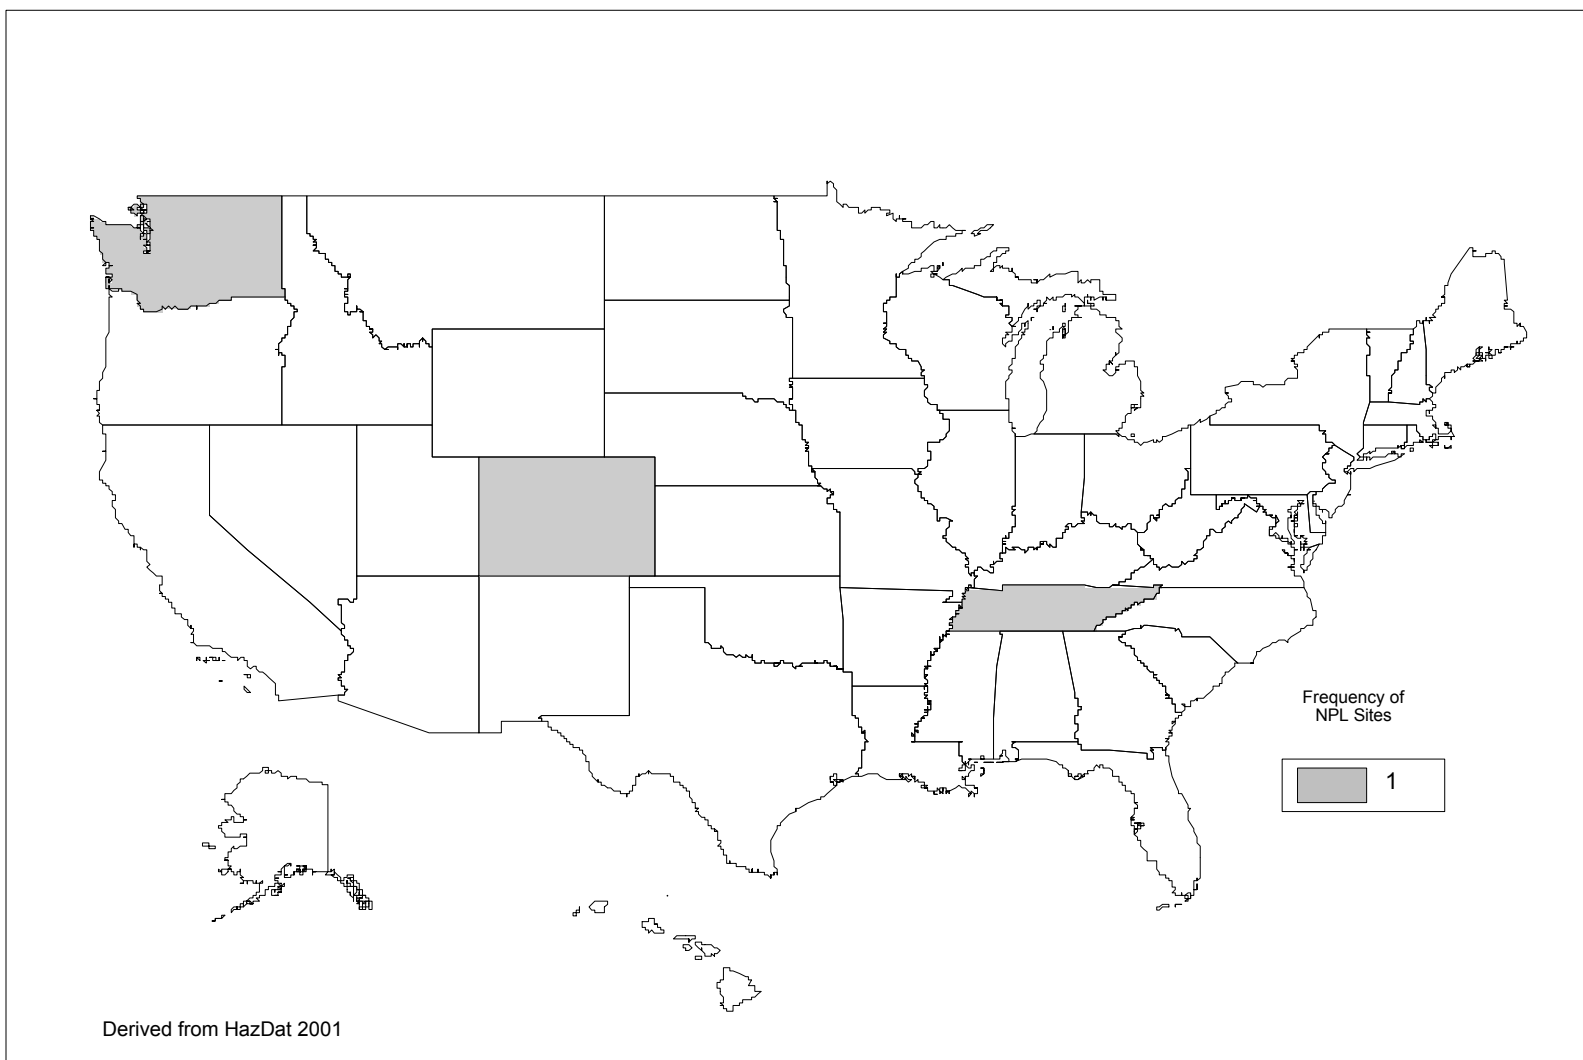 Frequency of
NPL Sites
1
Derived from HazDat 2001